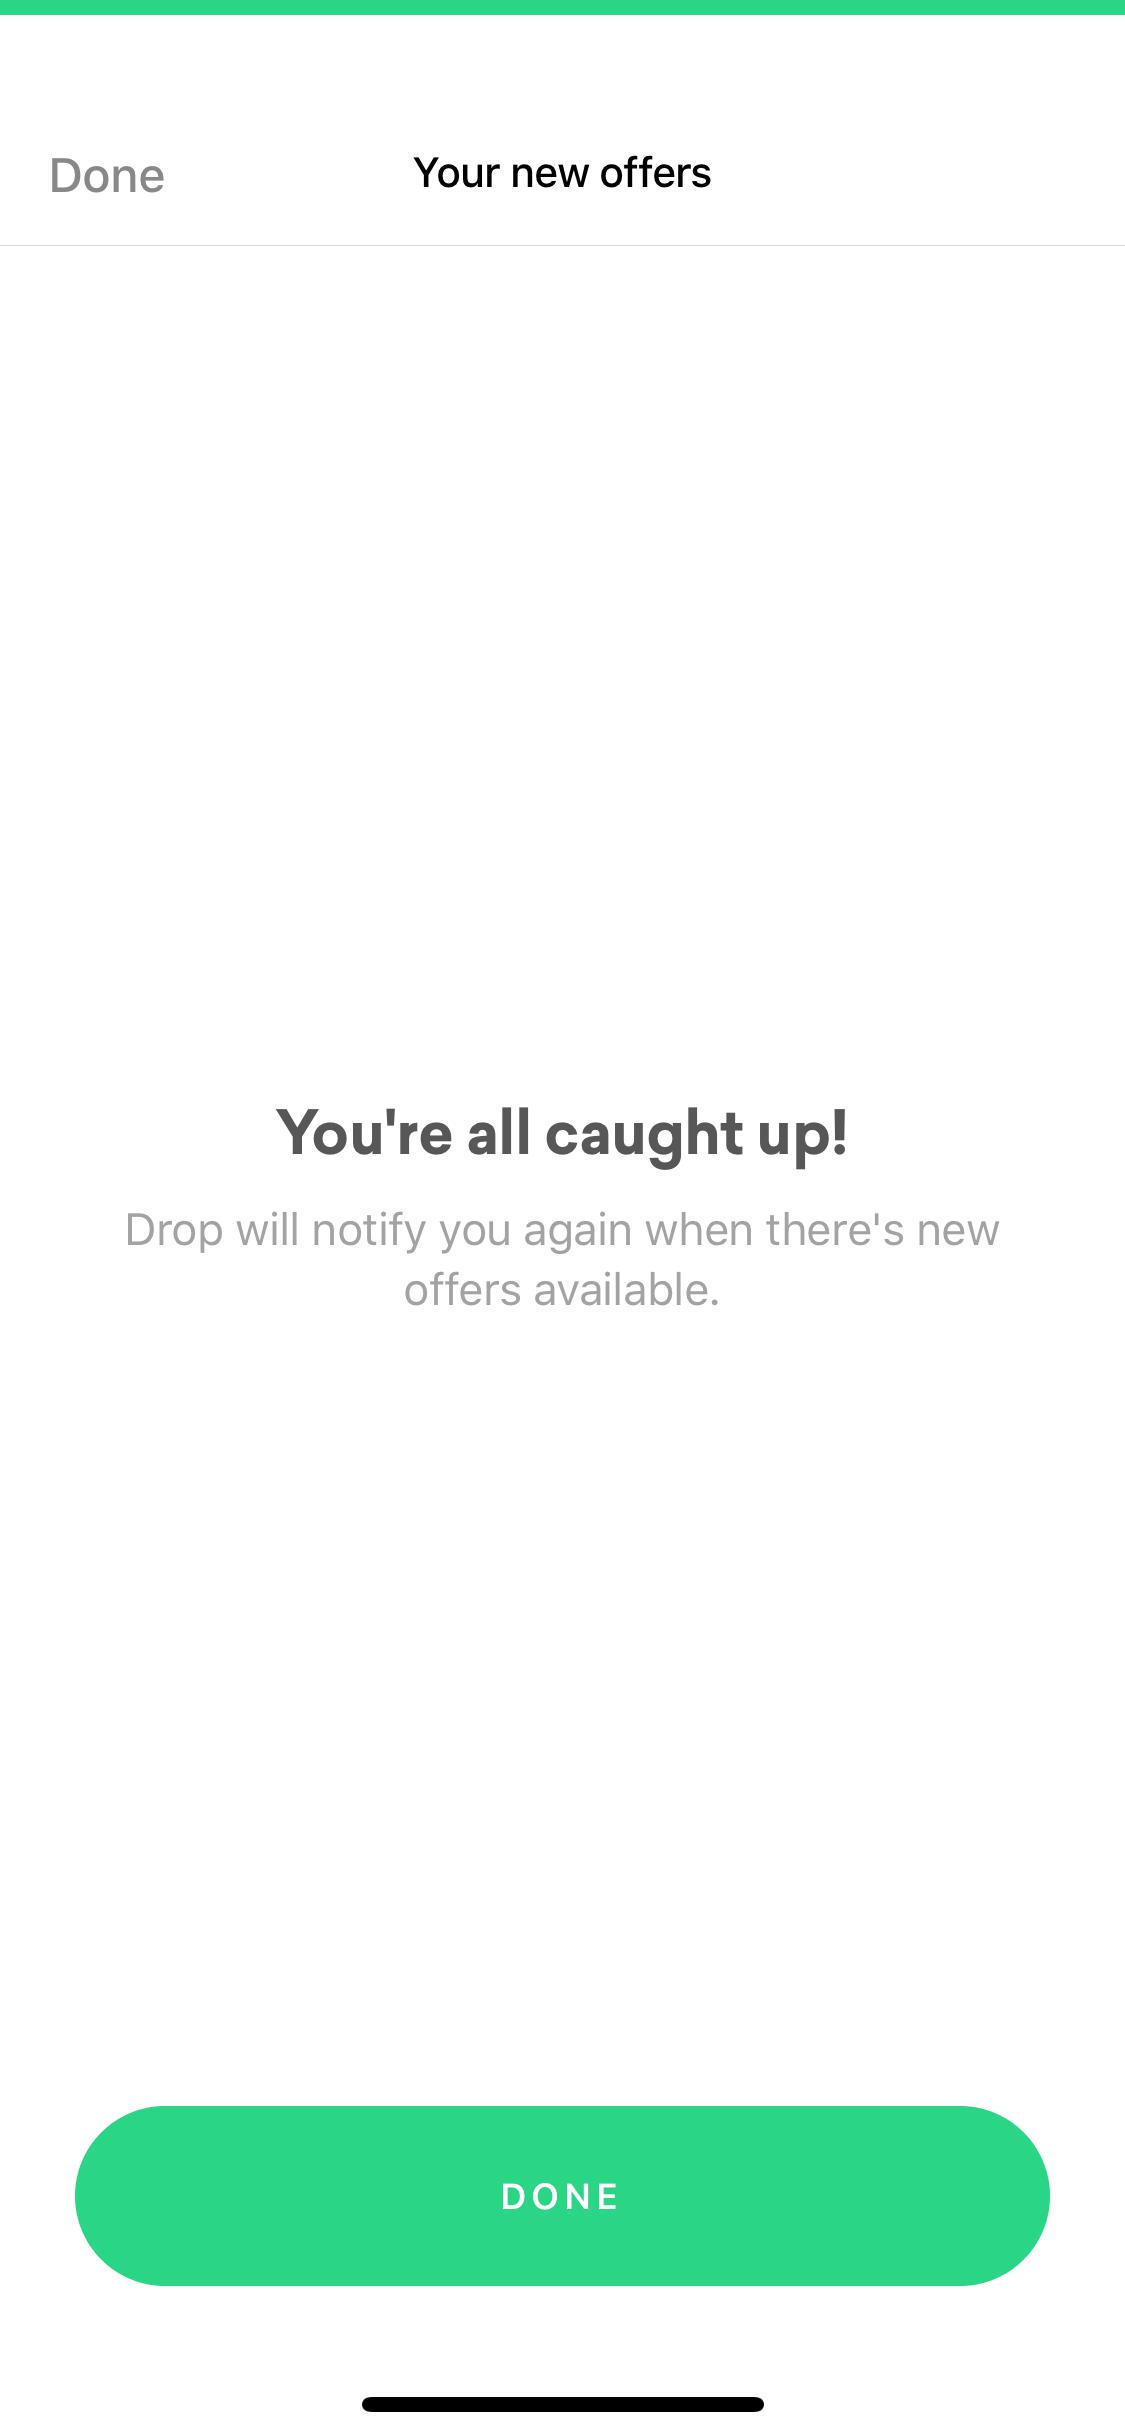 Done
Your new offers
You're all caught up!
Drop will notify you again when there's new
offers available.
DONE